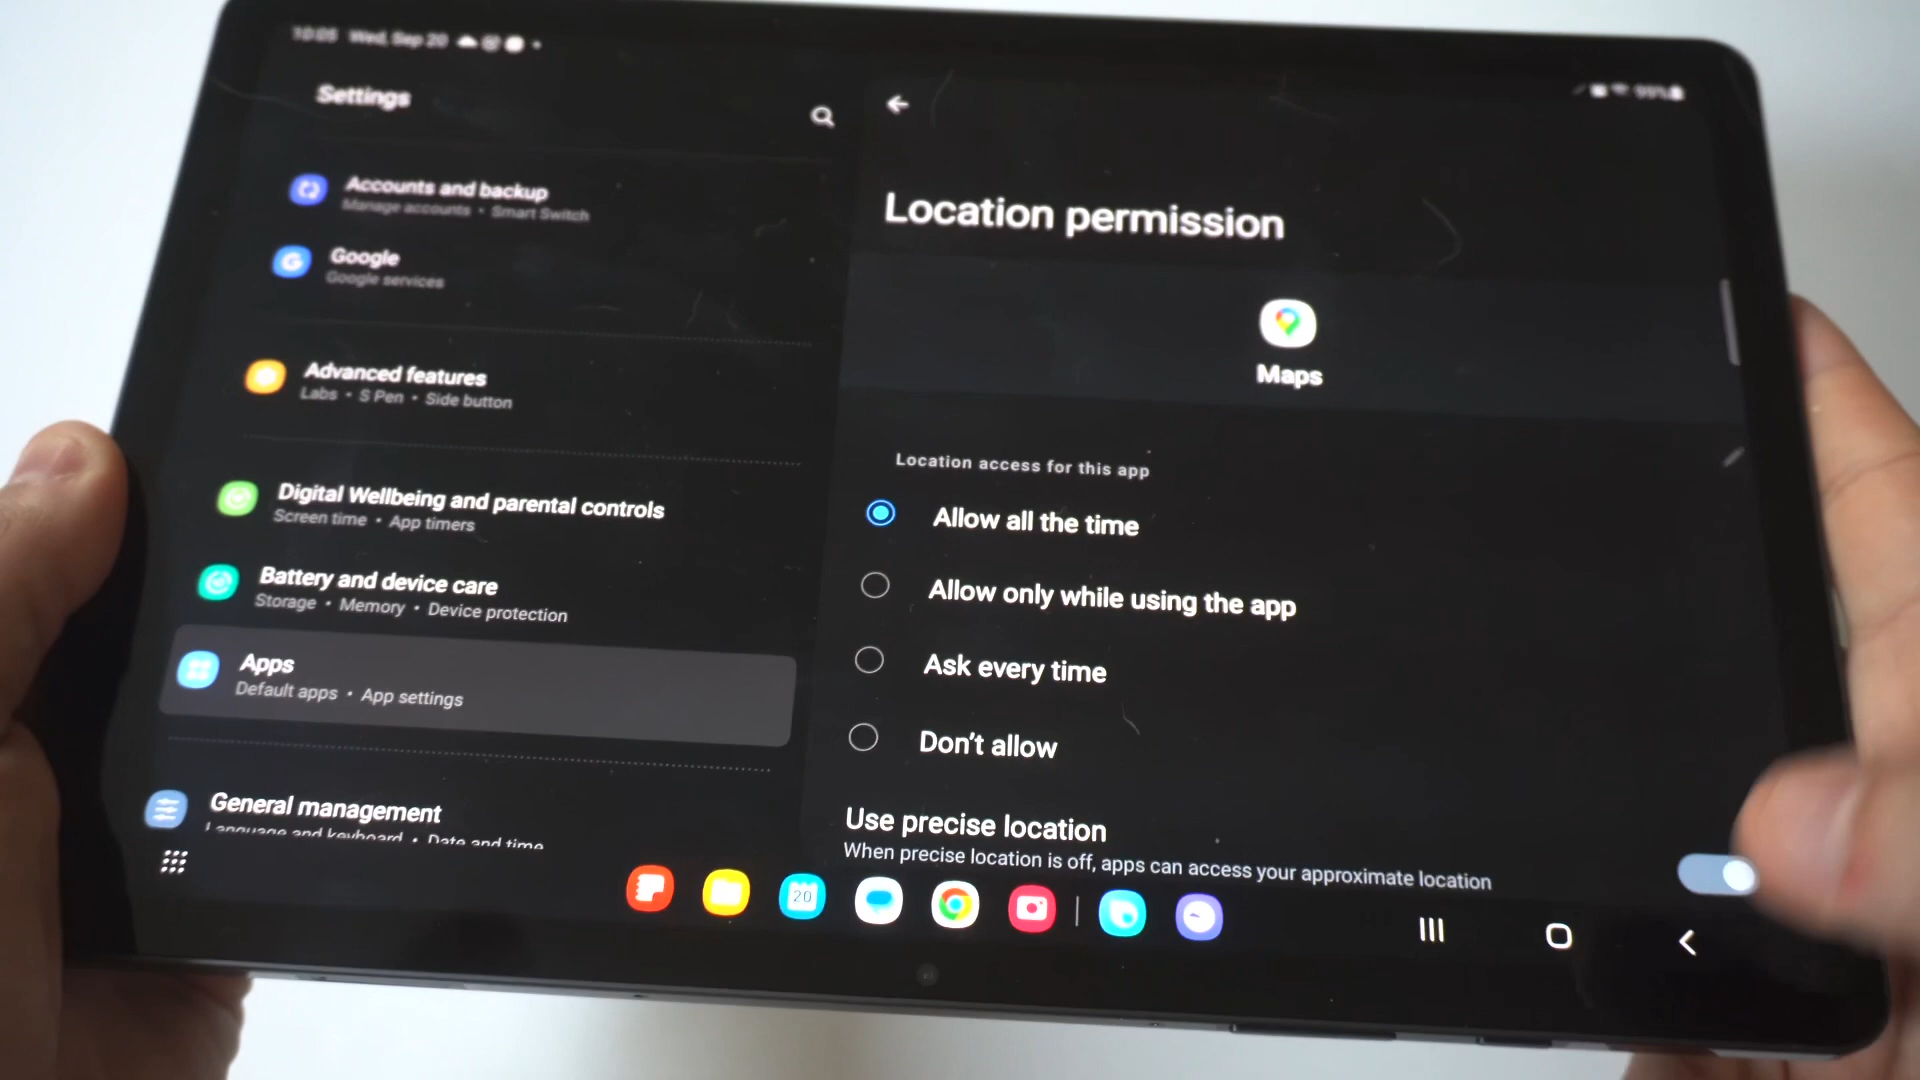 10:05 Wed, Sep 20
99%
Settings
Accounts and backup
Manage accounts • Smart Switch
Google
Google services
Advanced features
Labs • S Pen • Side button
Digital Wellbeing and parental controls
Screen time • App timers
Battery and device care
Storage • Memory • Device protection
Apps
Default apps • App settings
General management
Language and keyboard • Date and time
Location permission
Maps
Location access for this app
Allow all the time
Allow only while using the app
Ask every time
Don't allow
Use precise location
When precise location is off, apps can access your approximate location
20